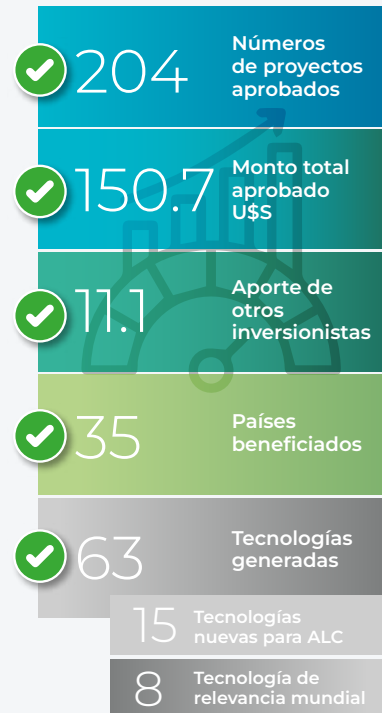 204
Números
de proyectos
aprobados
150.7
Monto total
aprobado
U$S
11.1
Aporte de
otros
inversionistas
35
Países
beneficiados
63
Tecnologías
generadas
15
Tecnologías
nuevas para ALC
8
Tecnología de
relevancia mundial